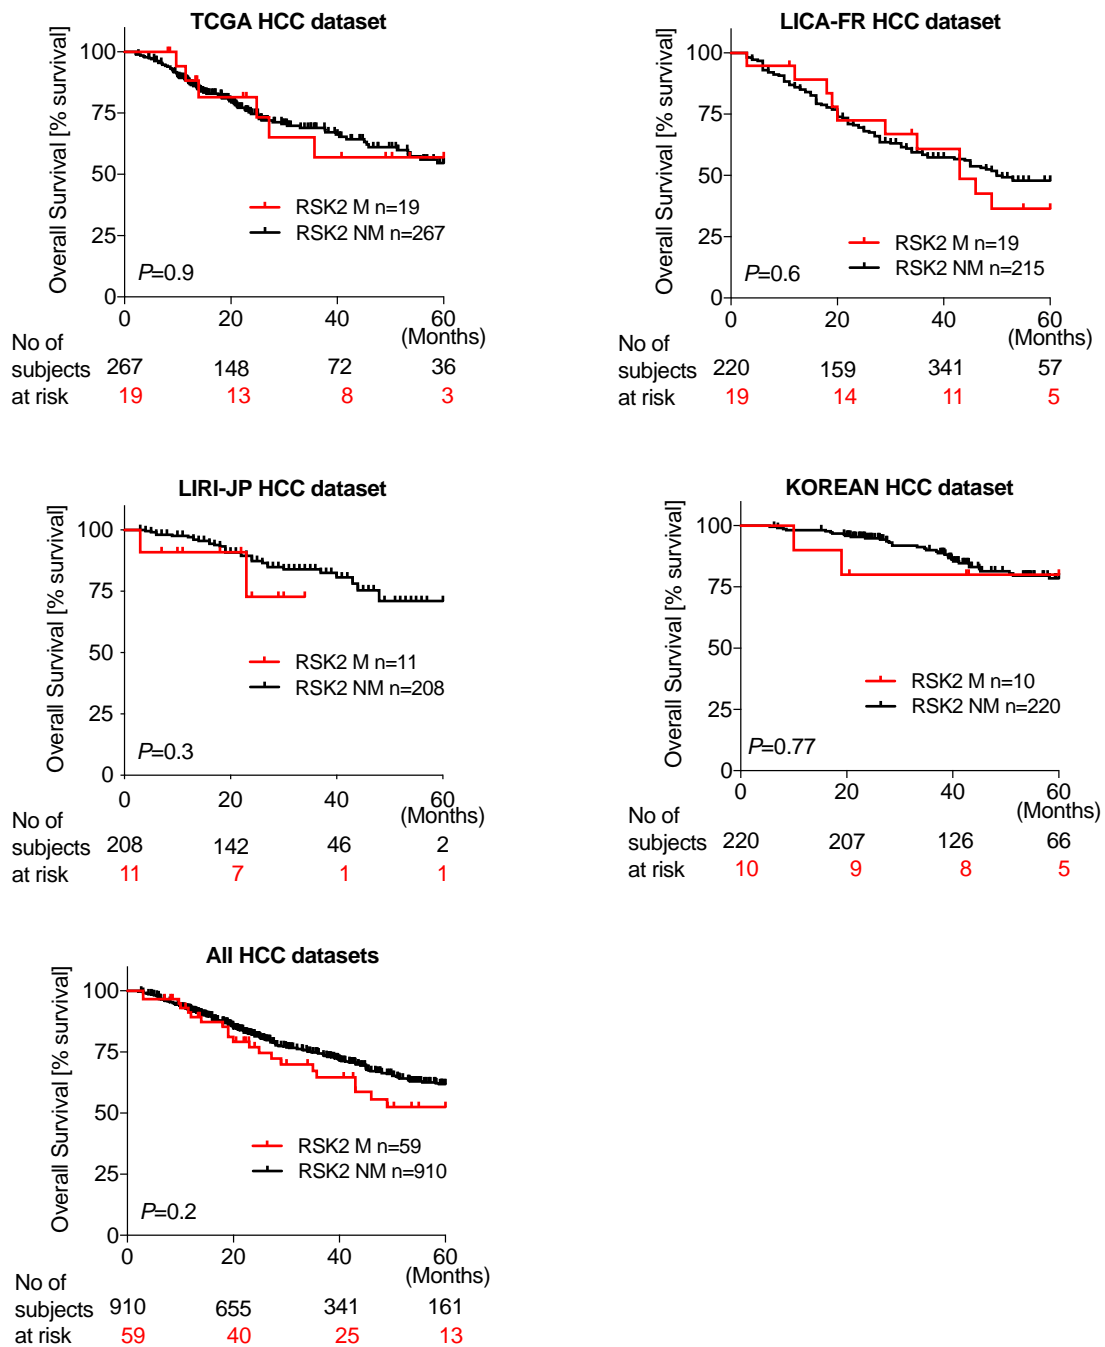 TCGA HCC dataset
Overall Survival [% survival]
100
75
50
25
0
RSK2 M n=19
RSK2 NM n=267
P=0.9
0 20 40 60
(Months)
No of
subjects 267 148 72 36
at risk 19 13 8 3
LICA-FR HCC dataset
Overall Survival [% survival]
100
75
50
25
0
RSK2 M n=19
RSK2 NM n=215
P=0.6
0 20 40 60
(Months)
No of
subjects 220 159 341 57
at risk 19 14 11 5
LIRI-JP HCC dataset
Overall Survival [% survival]
100
75
50
25
0
RSK2 M n=11
RSK2 NM n=208
P=0.3
0 20 40 60
(Months)
No of
subjects 208 142 46 2
at risk 11 7 1 1
KOREAN HCC dataset
Overall Survival [% survival]
100
75
50
25
0
RSK2 M n=10
RSK2 NM n=220
P=0.77
0 20 40 60
(Months)
No of
subjects 220 207 126 66
at risk 10 9 8 5
All HCC datasets
Overall Survival [% survival]
100
75
50
25
0
RSK2 M n=59
RSK2 NM n=910
P=0.2
0 20 40 60
(Months)
No of
subjects 910 655 341 161
at risk 59 40 25 13